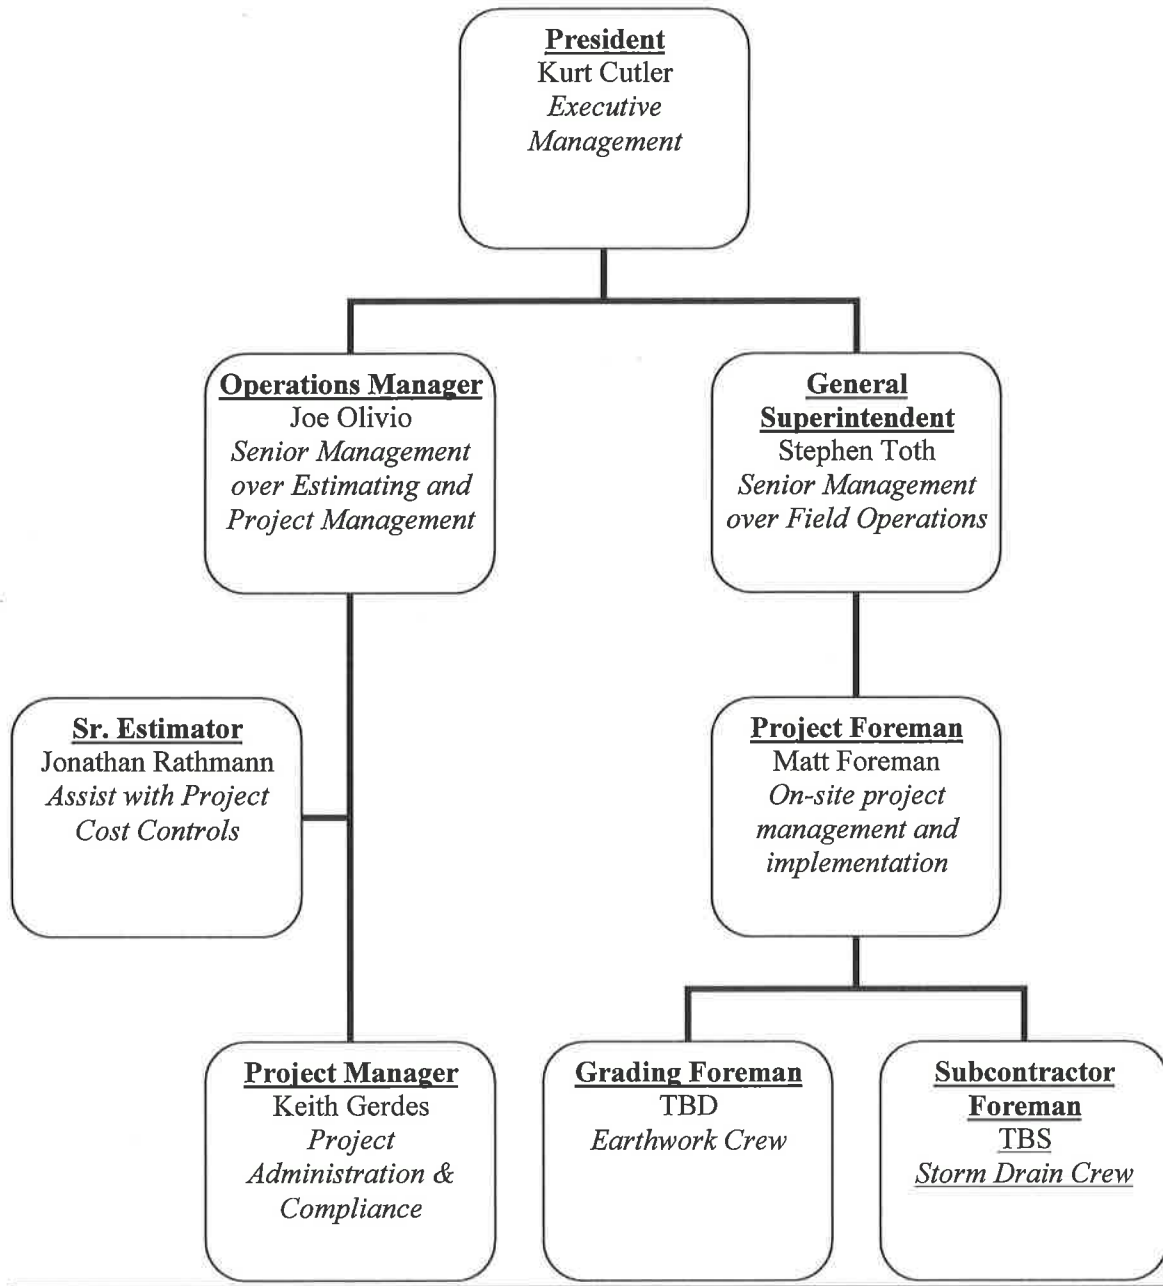 President
Kurt Cutler
Executive
Management
Operations Manager
Joe Olivio
Senior Management
over Estimating and
Project Management
General
Superintendent
Stephen Toth
Senior Management
over Field Operations
Sr. Estimator
Jonathan Rathmann
Assist with Project
Cost Controls
Project Foreman
Matt Foreman
On-site project
management and
implementation
Project Manager
Keith Gerdes
Project
Administration &
Compliance
Grading Foreman
TBD
Earthwork Crew
Subcontractor
Foreman
TBS
Storm Drain Crew